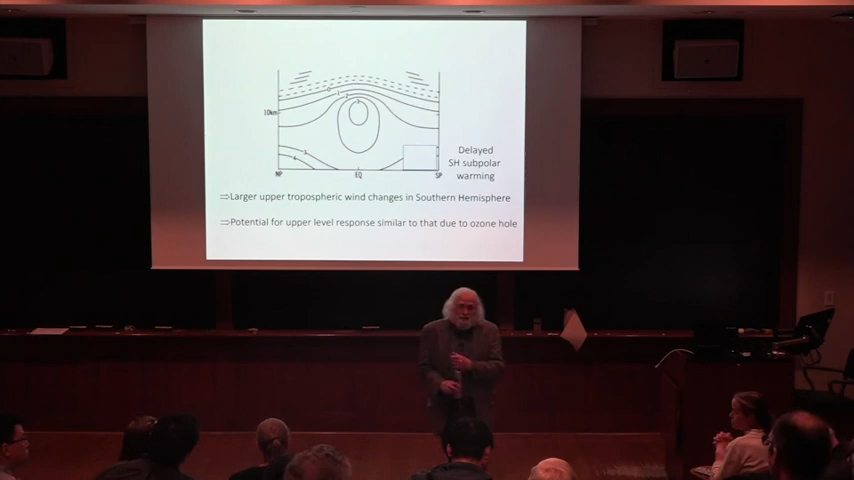 10km
NP
EQ
SP
Delayed
SH subpolar
warming
⇒Larger upper tropospheric wind changes in Southern Hemisphere
⇒Potential for upper level response similar to that due to ozone hole